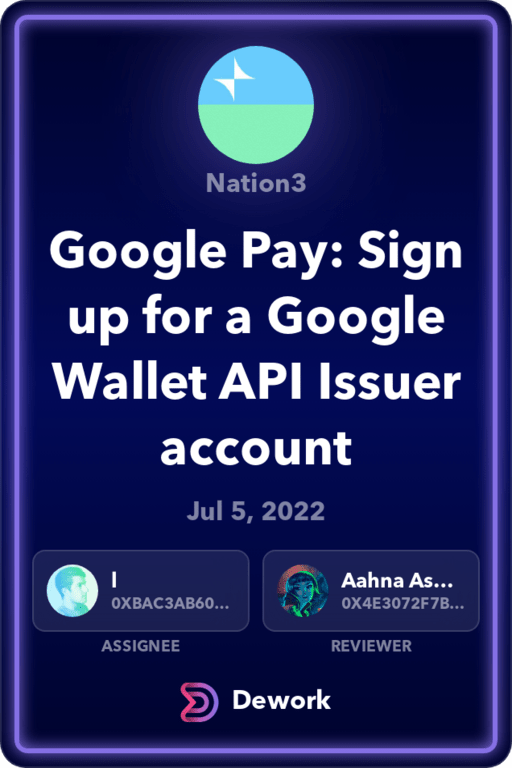 Nation3
Google Pay: Sign
up for a Google
Wallet API Issuer
account
Jul 5, 2022
l
0XBAC3AB60...
ASSIGNEE
Aahna As...
0X4E3072F7B...
REVIEWER
Dework